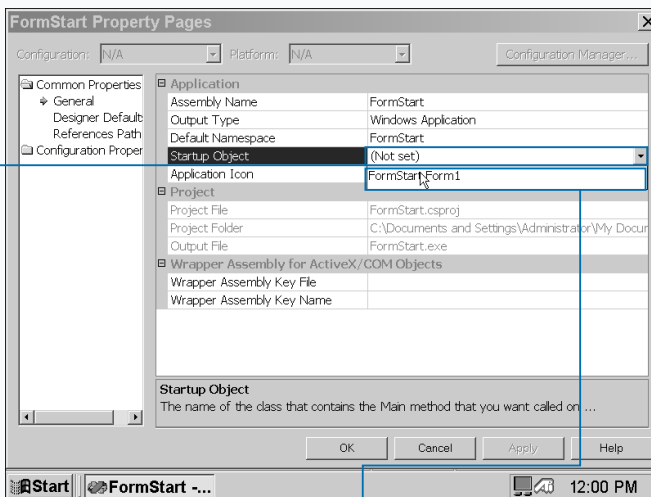 FormStart Property Pages
Configuration: N/A Platform: N/A Configuration Manager...
Common Properties
General
Designer Default
References Path
Configuration Proper
Application
Assembly Name FormStart
Output Type Windows Application
Default Namespace FormStart
Startup Object (Not set)
Application Icon FormStart.Form1
Project
Project File FormStart.csproj
Project Folder C:\Documents and Settings\Administrator\My Docum
Output File FormStart.exe
Wrapper Assembly for ActiveX/COM Objects
Wrapper Assembly Key File
Wrapper Assembly Key Name
Startup Object
The name of the class that contains the Main method that you want called on ...
OK Cancel Apply Help
Start FormStart -... 12:00 PM